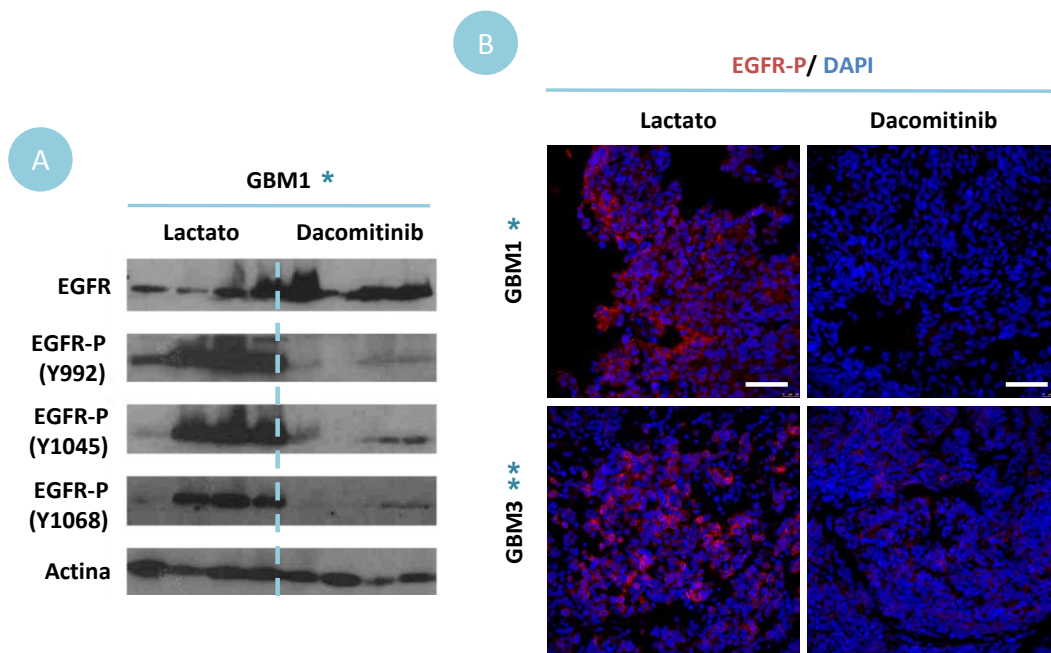 A
GBM1 *
Lactato Dacomitinib
EGFR
EGFR-P
(Y992)
EGFR-P
(Y1045)
EGFR-P
(Y1068)
Actina
B
EGFR-P/ DAPI
Lactato Dacomitinib
GBM1 *
GBM3 **